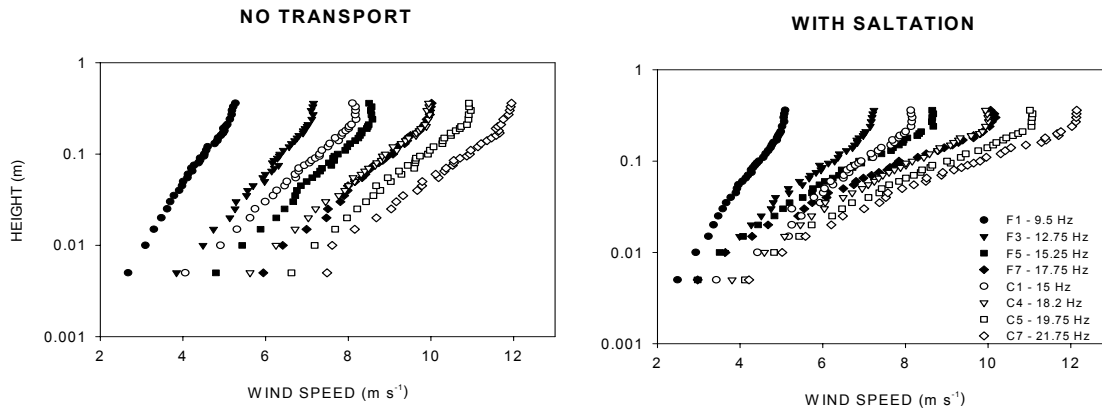 NO TRANSPORT
1
0.1
0.01
0.001
HEIGHT (m)
2 4 6 8 10 12
WIND SPEED (m s-1)
WITH SALTATION
1
0.1
0.01
0.001
F1 - 9.5 Hz
F3 - 12.75 Hz
F5 - 15.25 Hz
F7 - 17.75 Hz
C1 - 15 Hz
C4 - 18.2 Hz
C5 - 19.75 Hz
C7 - 21.75 Hz
2 4 6 8 10 12
WIND SPEED (m s-1)